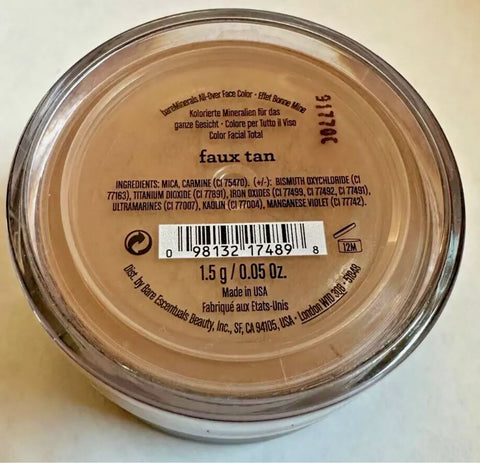 bareMinerals All-Over Face Color - Effet Bonne Mine
Kolorierte Mineralien für das
ganze Gesicht - Colore per Tutto il Viso
Color Facial Total
faux tan
INGREDIENTS: MICA, CARMINE (CI 75470). (+/-): BISMUTH OXYCHLORIDE (CI
77163), TITANIUM DIOXIDE (CI 77891), IRON OXIDES (CI 77499, CI 77492, CI 77491),
ULTRAMARINES (CI 77007), KAOLIN (CI 77004), MANGANESE VIOLET (CI 77742).
0 98132 17489 8
12M
1.5 g / 0.05 Oz.
Made in USA
Fabriqué aux Etats-Unis
Dist. by Bare Escentuals Beauty, Inc., SF, CA 94105, USA - London W1D 3QB - 51848